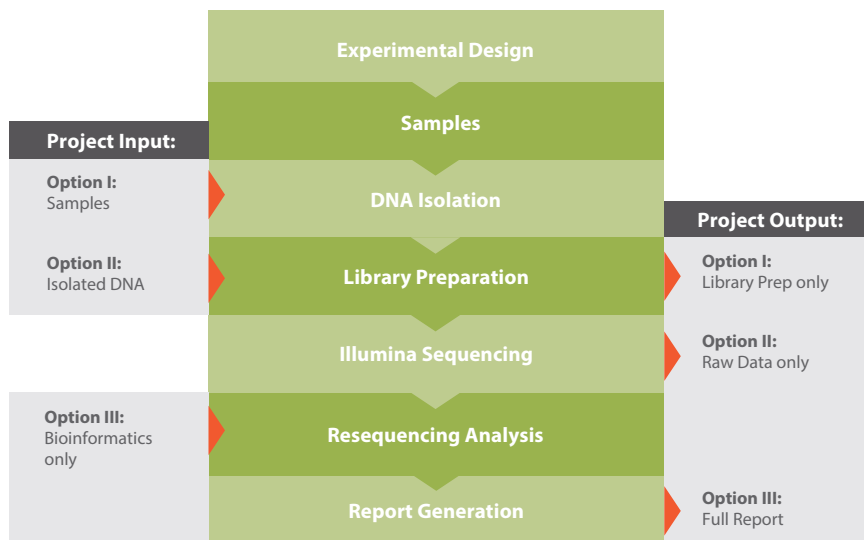 Experimental Design
Samples
Project Input:
Option I:
Samples
DNA Isolation
Project Output:
Option II:
Isolated DNA
Library Preparation
Option I:
Library Prep only
Illumina Sequencing
Option II:
Raw Data only
Option III:
Bioinformatics
only
Resequencing Analysis
Report Generation
Option III:
Full Report